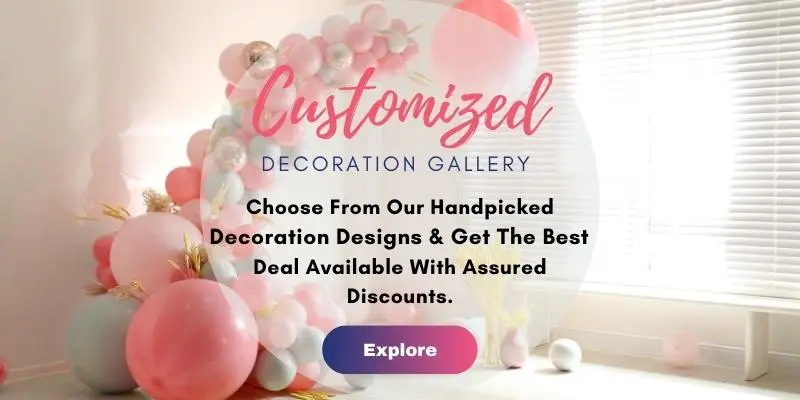 Customized
DECORATION GALLERY
Choose From Our Handpicked
Decoration Designs & Get The Best
Deal Available With Assured
Discounts.
Explore